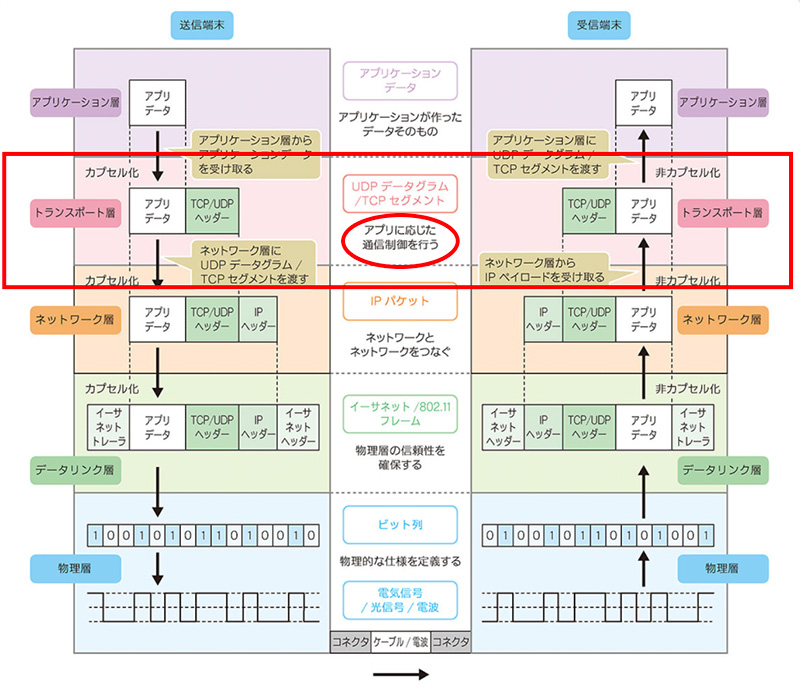 送信端末
受信端末
アプリケーション層
アプリ
データ
アプリケーション
データ
アプリケーションが作った
データそのもの
アプリ
データ
アプリケーション層
アプリケーション層から
アプリケーションデータ
を受け取る
アプリケーション層に
UDP データグラム /
TCP セグメントを渡す
カプセル化
非カプセル化
トランスポート層
アプリ
データ
TCP/UDP
ヘッダー
UDP データグラム
/TCP セグメント
アプリに応じた
通信制御を行う
TCP/UDP
ヘッダー
アプリ
データ
トランスポート層
ネットワーク層に
UDP データグラム /
TCP セグメントを渡す
ネットワーク層から
IP ペイロードを受け取る
カプセル化
非カプセル化
ネットワーク層
アプリ
データ
TCP/UDP
ヘッダー
IP
ヘッダー
IP パケット
ネットワークと
ネットワークをつなぐ
IP
ヘッダー
TCP/UDP
ヘッダー
アプリ
データ
ネットワーク層
カプセル化
非カプセル化
イーサ
ネット
トレーラ
アプリ
データ
TCP/UDP
ヘッダー
IP
ヘッダー
イーサ
ネット
ヘッダー
イーサネット /802.11
フレーム
物理層の信頼性を
確保する
イーサ
ネット
ヘッダー
IP
ヘッダー
TCP/UDP
ヘッダー
アプリ
データ
イーサ
ネット
トレーラ
データリンク層
データリンク層
1 0 0 1 0 1 0 1 1 1 0 1 0 0 1 0
ビット列
0 1 0 0 1 0 1 1 1 0 1 0 1 0 0 1
物理的な仕様を定義する
物理層
物理層
電気信号
/ 光信号 / 電波
コネクタ
ケーブル / 電波
コネクタ